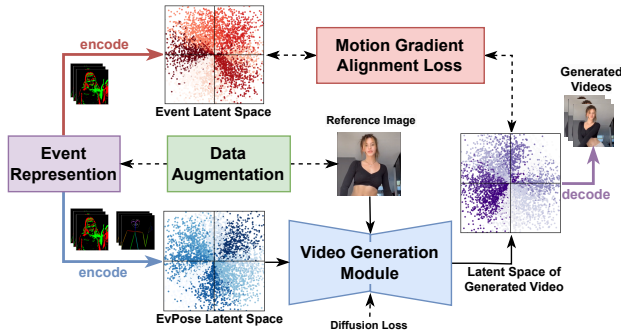 encode
Event Latent Space
Motion Gradient
Alignment Loss
Generated
Videos
Reference Image
Event
Represention
Data
Augmentation
decode
encode
EvPose Latent Space
Video Generation
Module
Latent Space of
Generated Video
Diffusion Loss